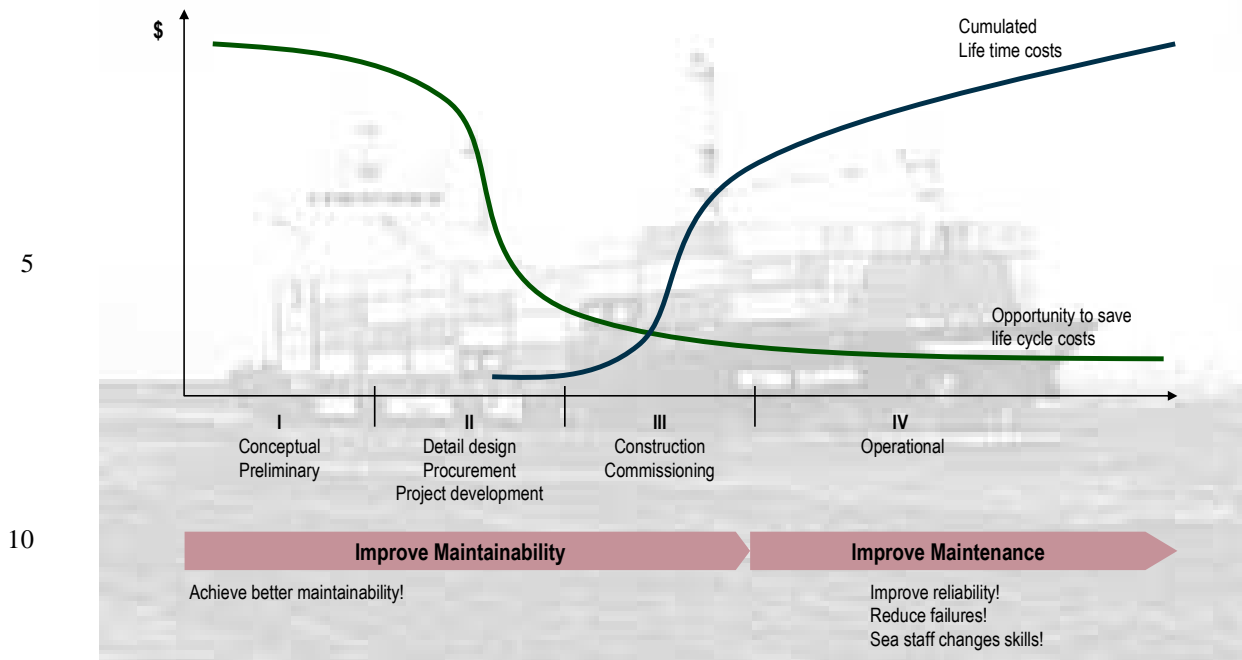 $
Cumulated
Life time costs
5
Opportunity to save
life cycle costs
I
Conceptual
Preliminary
II
Detail design
Procurement
Project development
III
Construction
Commissioning
IV
Operational
10
Improve Maintainability
Improve Maintenance
Achieve better maintainability!
Improve reliability!
Reduce failures!
Sea staff changes skills!